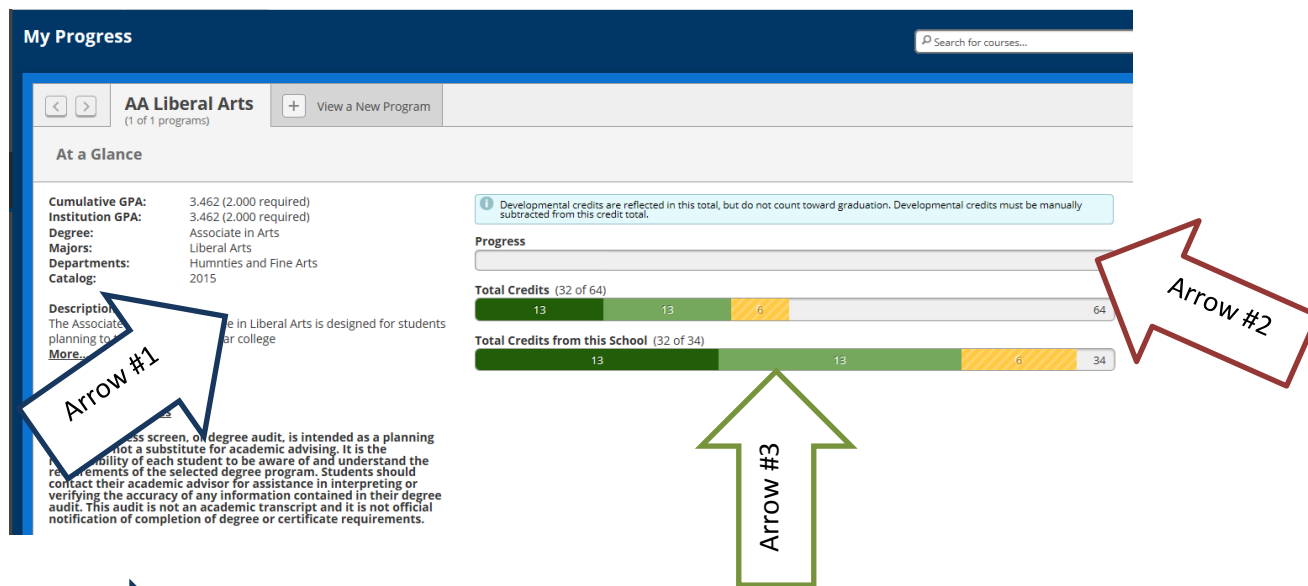 My Progress
Search for courses...
AA Liberal Arts
(1 of 1 programs)
View a New Program
At a Glance
Cumulative GPA: 3.462 (2.000 required)
Institution GPA: 3.462 (2.000 required)
Degree: Associate in Arts
Majors: Liberal Arts
Departments: Humnties and Fine Arts
Catalog: 2015
Description
The Associate e in Liberal Arts is designed for students
planning to ar college
More...
ss screen, or degree audit, is intended as a planning
not a substitute for academic advising. It is the
bility of each student to be aware of and understand the
requirements of the selected degree program. Students should
contact their academic advisor for assistance in interpreting or
verifying the accuracy of any information contained in their degree
audit. This audit is not an academic transcript and it is not official
notification of completion of degree or certificate requirements.
Developmental credits are reflected in this total, but do not count toward graduation. Developmental credits must be manually
subtracted from this credit total.
Progress
Total Credits (32 of 64)
13 13 6 64
Total Credits from this School (32 of 34)
13 13 6 34
Arrow #1
Arrow #2
Arrow #3